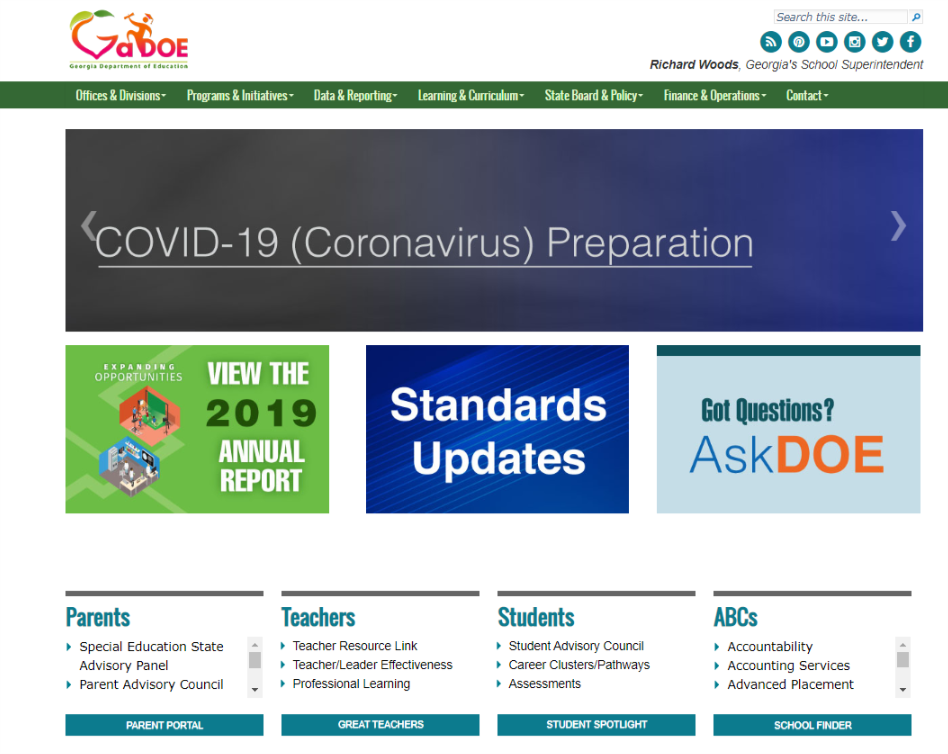 GaDOE
Georgia Department of Education
Search this site...
Richard Woods, Georgia's School Superintendent
Offices & Divisions Programs & Initiatives Data & Reporting Learning & Curriculum State Board & Policy Finance & Operations Contact
COVID-19 (Coronavirus) Preparation
EXPANDING
OPPORTUNITIES
VIEW THE
2019
ANNUAL
REPORT
Standards
Updates
Got Questions?
AskDOE
Parents
Special Education State
Advisory Panel
Parent Advisory Council
PARENT PORTAL
Teachers
Teacher Resource Link
Teacher/Leader Effectiveness
Professional Learning
GREAT TEACHERS
Students
Student Advisory Council
Career Clusters/Pathways
Assessments
STUDENT SPOTLIGHT
ABCs
Accountability
Accounting Services
Advanced Placement
SCHOOL FINDER